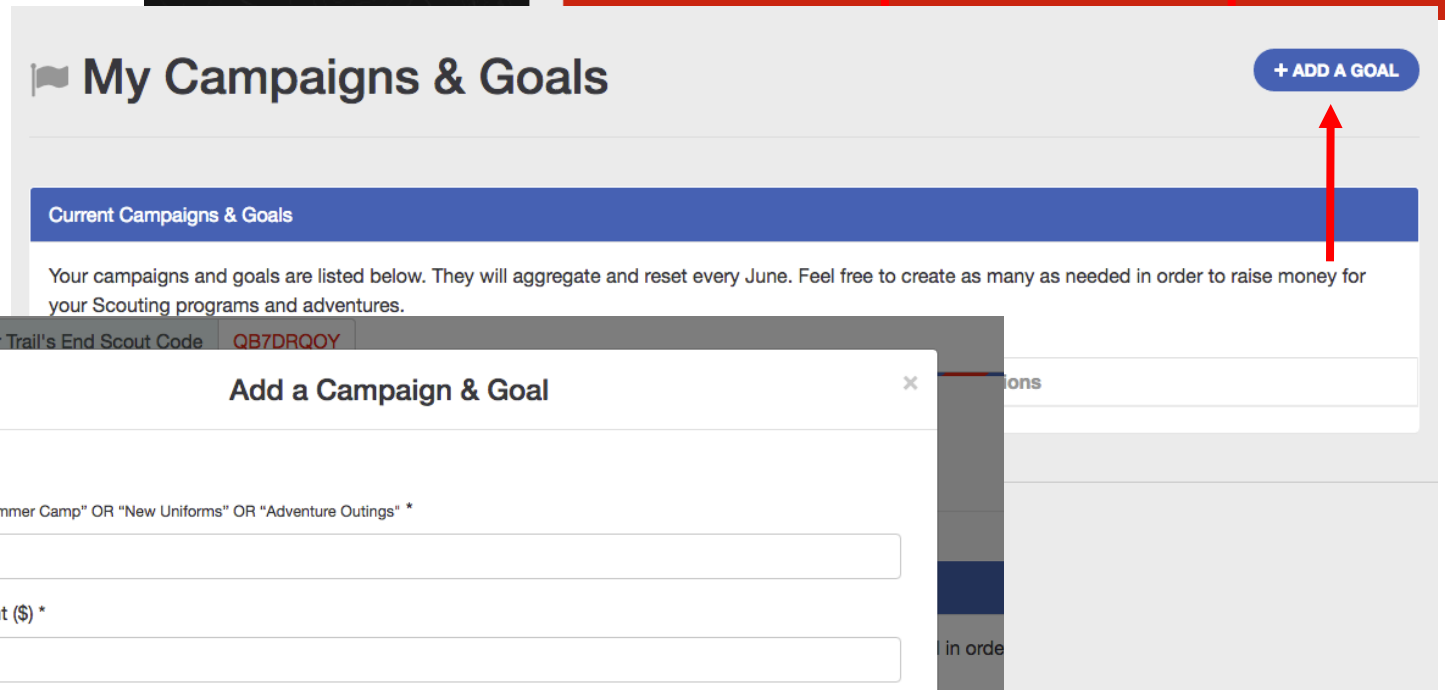 My Campaigns & Goals
+ ADD A GOAL
Current Campaigns & Goals
Your campaigns and goals are listed below. They will aggregate and reset every June. Feel free to create as many as needed in order to raise money for
your Scouting programs and adventures.
Trail's End Scout Code QB7DRQOY
Add a Campaign & Goal ×
Camp” OR “New Uniforms” OR “Adventure Outings” *
($) *
in